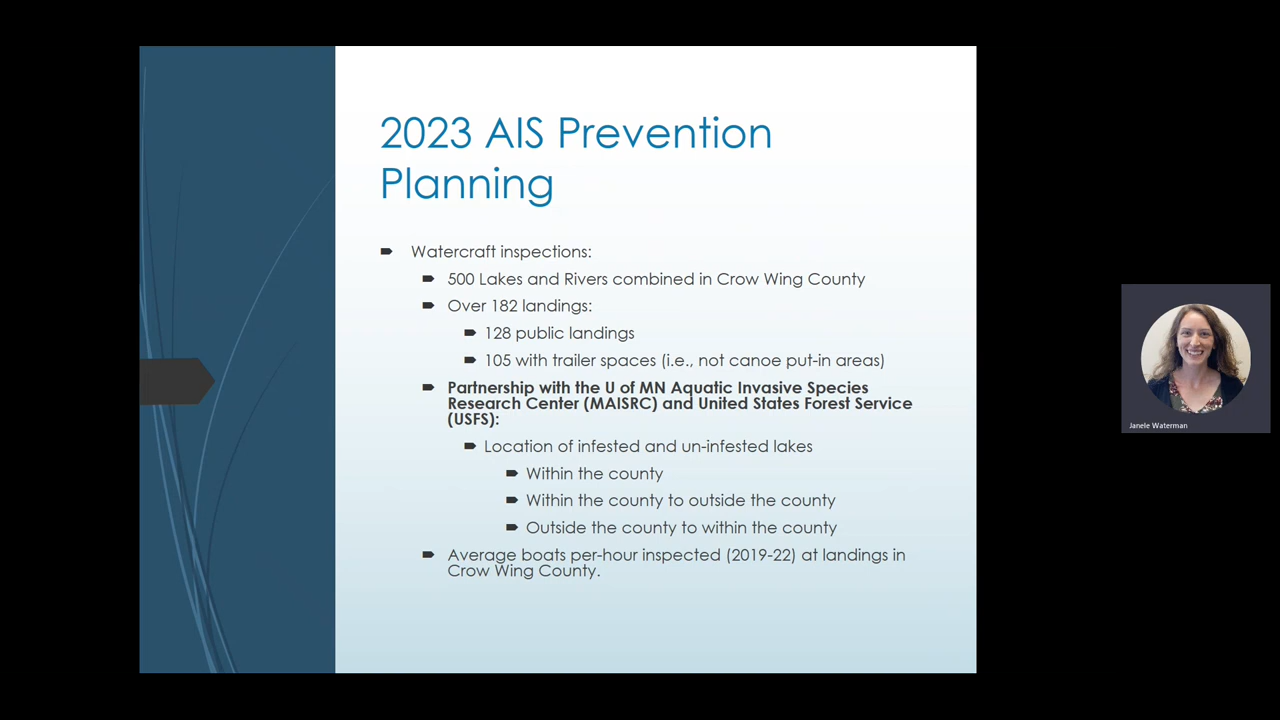 2023 AIS Prevention
Planning
Watercraft inspections:
500 Lakes and Rivers combined in Crow Wing County
Over 182 landings:
128 public landings
105 with trailer spaces (i.e., not canoe put-in areas)
Partnership with the U of MN Aquatic Invasive Species
Research Center (MAISRC) and United States Forest Service
(USFS):
Location of infested and un-infested lakes
Within the county
Within the county to outside the county
Outside the county to within the county
Average boats per-hour inspected (2019-22) at landings in
Crow Wing County.
Janele Waterman